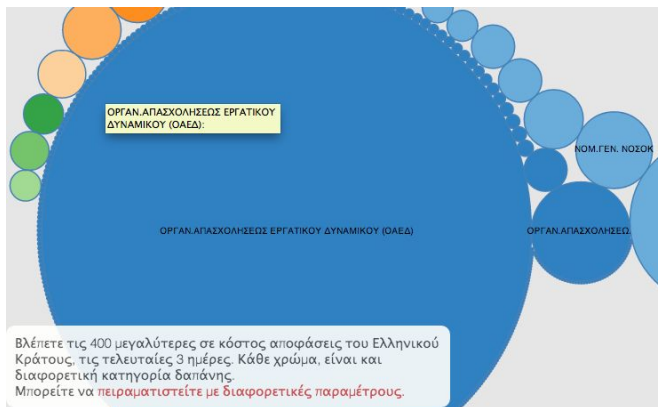 ΟΡΓΑΝ.ΑΠΑΣΧΟΛΗΣΕΩΣ ΕΡΓΑΤΙΚΟΥ
ΔΥΝΑΜΙΚΟΥ (ΟΑΕΔ):
ΝΟΜ.ΓΕΝ. ΝΟΣΟΚ
ΟΡΓΑΝ.ΑΠΑΣΧΟΛΗΣΕΩΣ ΕΡΓΑΤΙΚΟΥ ΔΥΝΑΜΙΚΟΥ (ΟΑΕΔ)
ΟΡΓΑΝ.ΑΠΑΣΧΟΛΗΣΕΩ
Βλέπετε τις 400 μεγαλύτερες σε κόστος αποφάσεις του Ελληνικού
Κράτους, τις τελευταίες 3 ημέρες. Κάθε χρώμα, είναι και
διαφορετική κατηγορία δαπάνης.
Μπορείτε να πειραματιστείτε με διαφορετικές παραμέτρους.